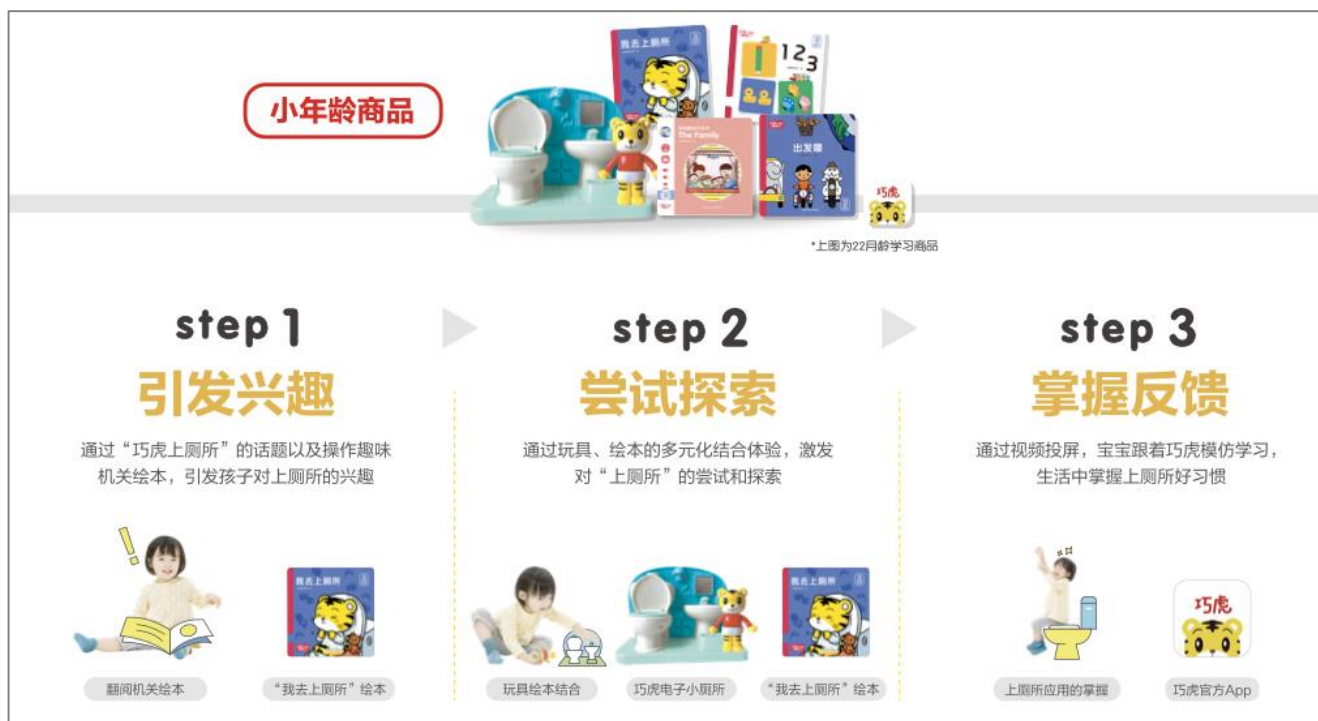 小年龄商品
我去上厕所
123
The Family
出发喽
巧虎
*上图为22月龄学习商品
step 1
引发兴趣
通过“巧虎上厕所”的话题以及操作趣味
机关绘本，引发孩子对上厕所的兴趣
我去上厕所
翻阅机关绘本
“我去上厕所”绘本
step 2
尝试探索
通过玩具、绘本的多元化结合体验，激发
对“上厕所”的尝试和探索
我去上厕所
玩具绘本结合
巧虎电子小厕所
“我去上厕所”绘本
step 3
掌握反馈
通过视频投屏，宝宝跟着巧虎模仿学习，
生活中掌握上厕所好习惯
巧虎
上厕所应用的掌握
巧虎官方App